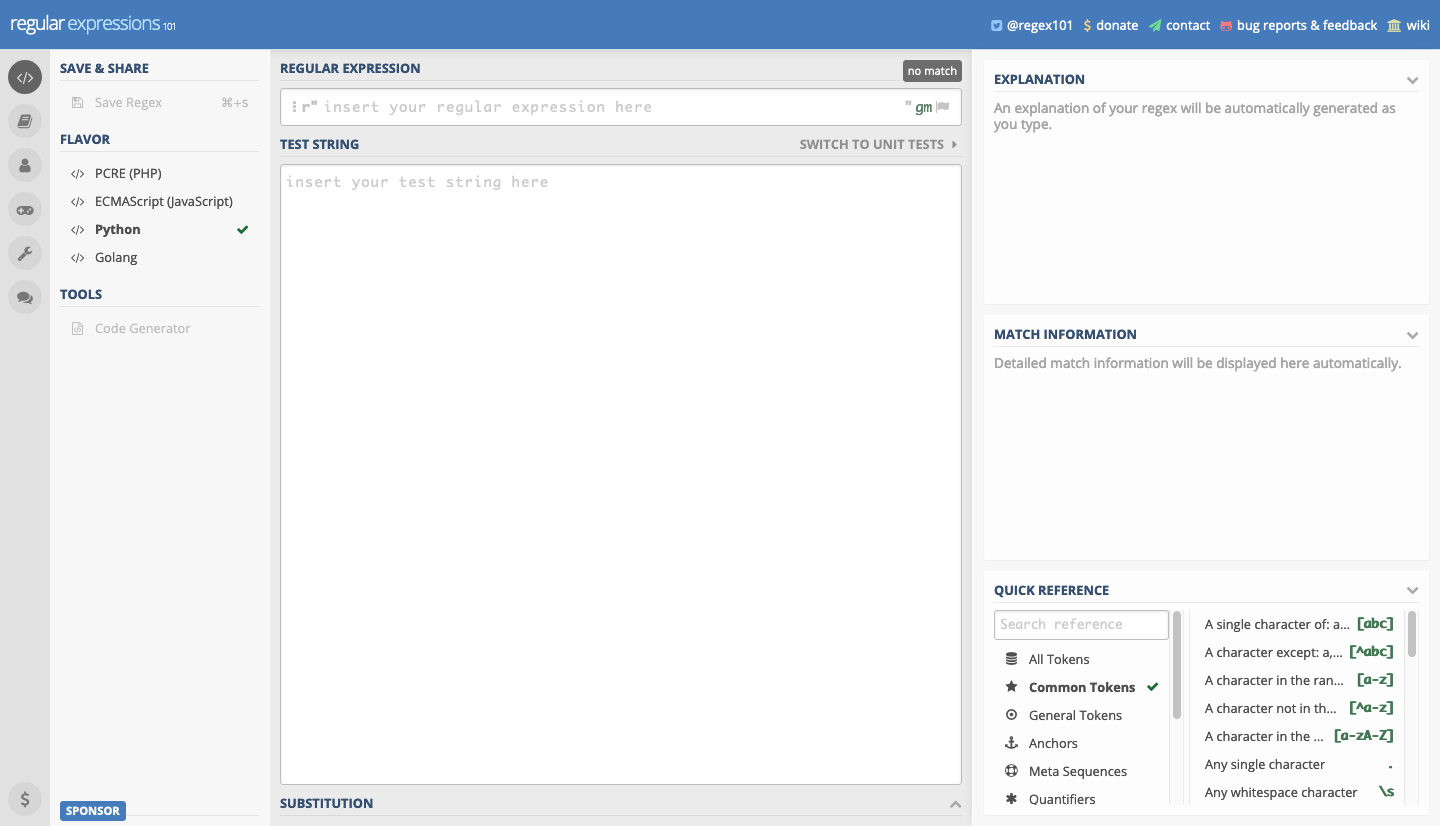 regular expressions 101
@regex101 $ donate contact bug reports & feedback wiki
SAVE & SHARE
Save Regex ⌘+s
FLAVOR
</> PCRE (PHP)
</> ECMAScript (JavaScript)
</> Python
</> Golang
TOOLS
Code Generator
$
SPONSOR
REGULAR EXPRESSION
no match
r" insert your regular expression here " gm
TEST STRING
SWITCH TO UNIT TESTS
insert your test string here
SUBSTITUTION
EXPLANATION
An explanation of your regex will be automatically generated as
you type.
MATCH INFORMATION
Detailed match information will be displayed here automatically.
QUICK REFERENCE
Search reference
All Tokens
Common Tokens
General Tokens
Anchors
Meta Sequences
Quantifiers
A single character of: a... [abc]
A character except: a,... [^abc]
A character in the ran... [a-z]
A character not in th... [^a-z]
A character in the ... [a-zA-Z]
Any single character .
Any whitespace character \s